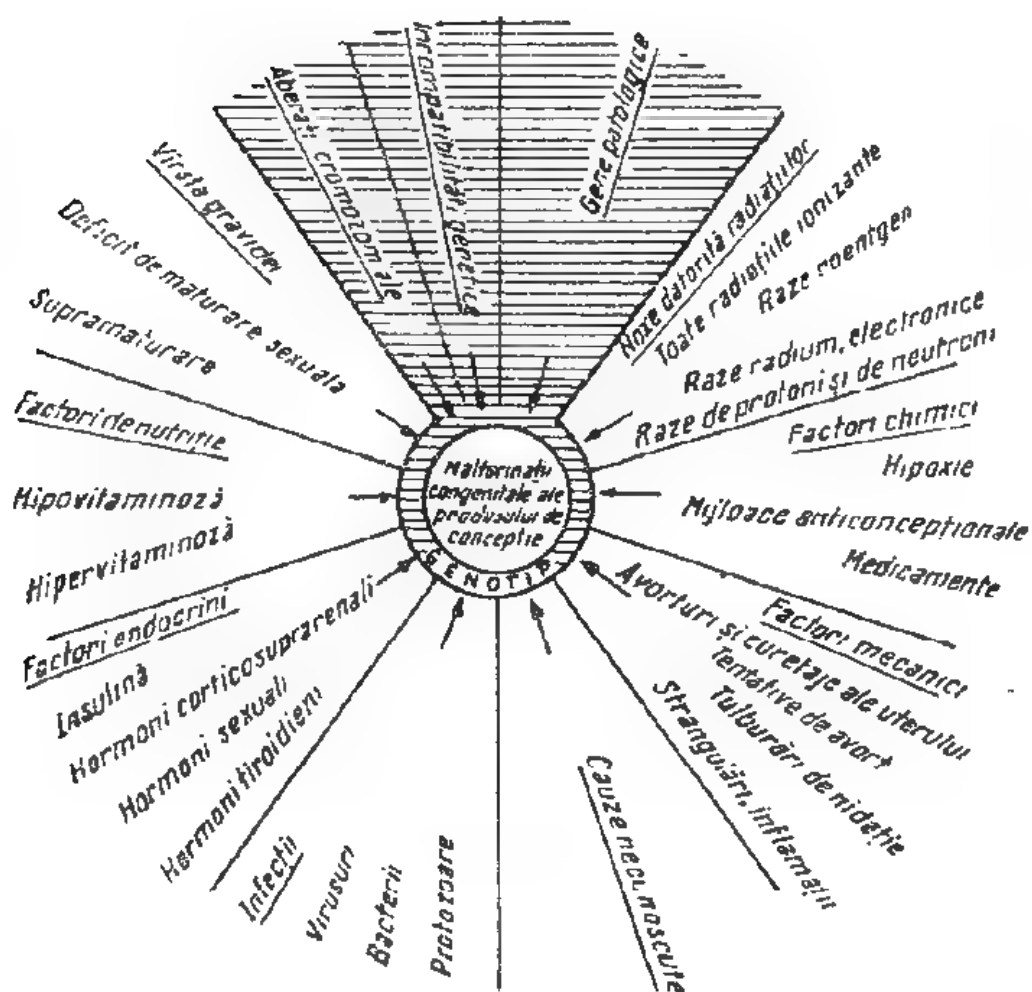 Aberații cromozomale
Incompatibilități genetice
Gene patologice
Noxe datorită radiațiilor
Toate radiațiile ionizante
Raze roentgen
Raze radium, electronice
Raze de protoni și de neutroni
Factori chimici
Hipoxie
Mijloace anticoncepționale
Medicamente
Factori mecanici
Avorturi și curetaje ale uterului
Tentative de avort
Tulburări de nidație
Strangulări, inflamații
Cauze necunoscute
Infecții
Virusuri
Bacterii
Protozoare
Factori endocrini
Insulină
Hormoni corticosuprarenali
Hormoni sexuali
Hormoni tiroidieni
Factori de nutriție
Hipovitaminoză
Hipervitaminoză
Vîrsta gravidei
Deficit de maturare sexuala
Supramaturare
Malformații
congenitale ale
produsului de
concepție
GENOTIP